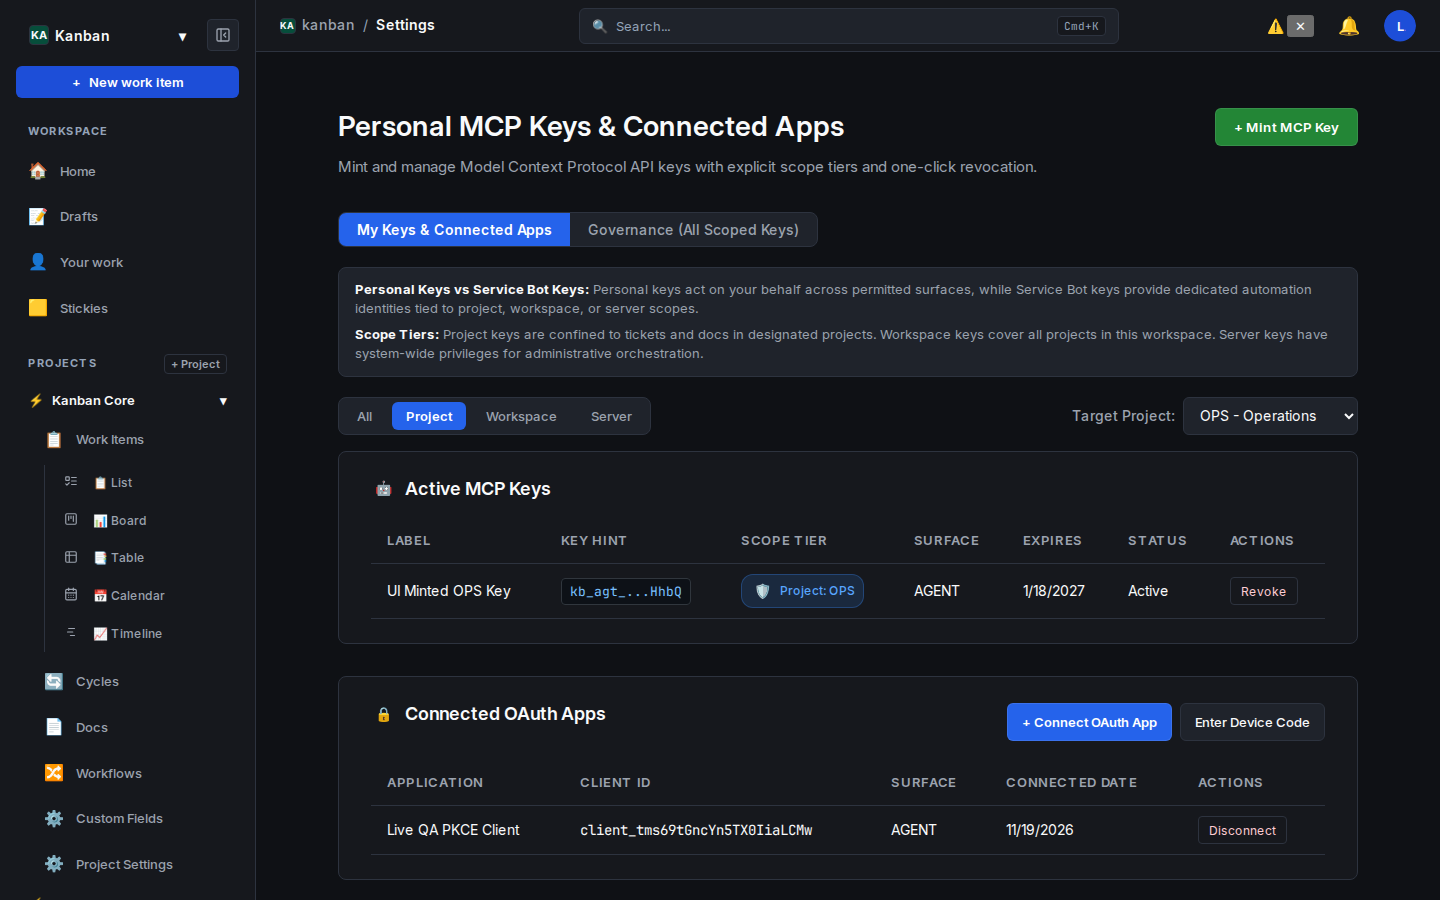 KA Kanban ▾
+ New work item
WORKSPACE
Home
Drafts
Your work
Stickies
PROJECTS + Project
Kanban Core ▾
Work Items
List
Board
Table
Calendar
Timeline
Cycles
Docs
Workflows
Custom Fields
Project Settings
KA kanban / Settings
Search... Cmd+K
✕
L
Personal MCP Keys & Connected Apps
+ Mint MCP Key
Mint and manage Model Context Protocol API keys with explicit scope tiers and one-click revocation.
My Keys & Connected Apps Governance (All Scoped Keys)
Personal Keys vs Service Bot Keys: Personal keys act on your behalf across permitted surfaces, while Service Bot keys provide dedicated automation
identities tied to project, workspace, or server scopes.
Scope Tiers: Project keys are confined to tickets and docs in designated projects. Workspace keys cover all projects in this workspace. Server keys have
system-wide privileges for administrative orchestration.
All Project Workspace Server Target Project: OPS - Operations
Active MCP Keys
LABEL KEY HINT SCOPE TIER SURFACE EXPIRES STATUS ACTIONS
UI Minted OPS Key kb_agt_...HhbQ Project: OPS AGENT 1/18/2027 Active Revoke
Connected OAuth Apps + Connect OAuth App Enter Device Code
APPLICATION CLIENT ID SURFACE CONNECTED DATE ACTIONS
Live QA PKCE Client client_tms69tGncYn5TX0IiaLCMw AGENT 11/19/2026 Disconnect